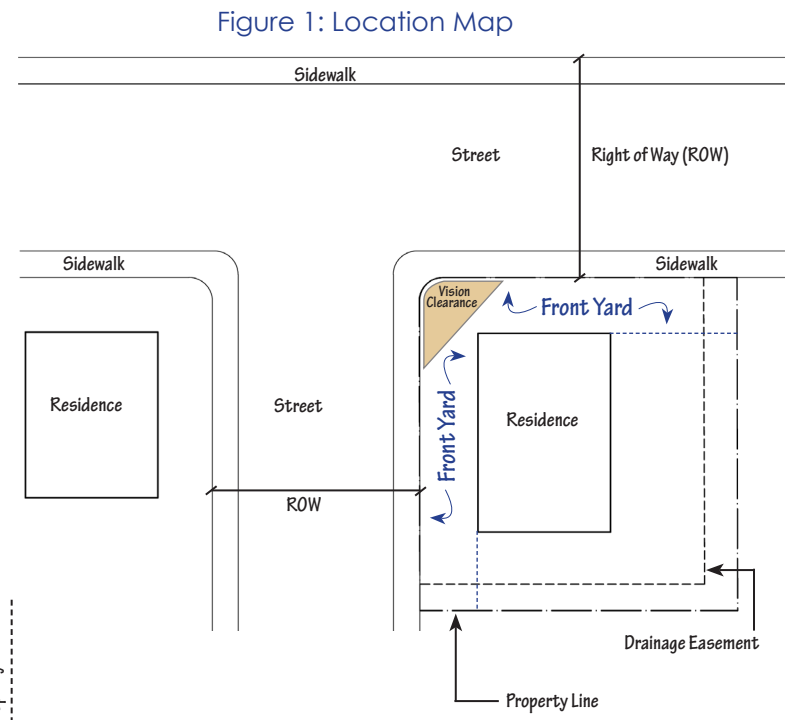 Figure 1: Location Map
Sidewalk
Street
Right of Way (ROW)
Sidewalk
Sidewalk
Vision
Clearance
Front Yard
Residence
Street
Front Yard
Residence
ROW
Drainage Easement
Property Line